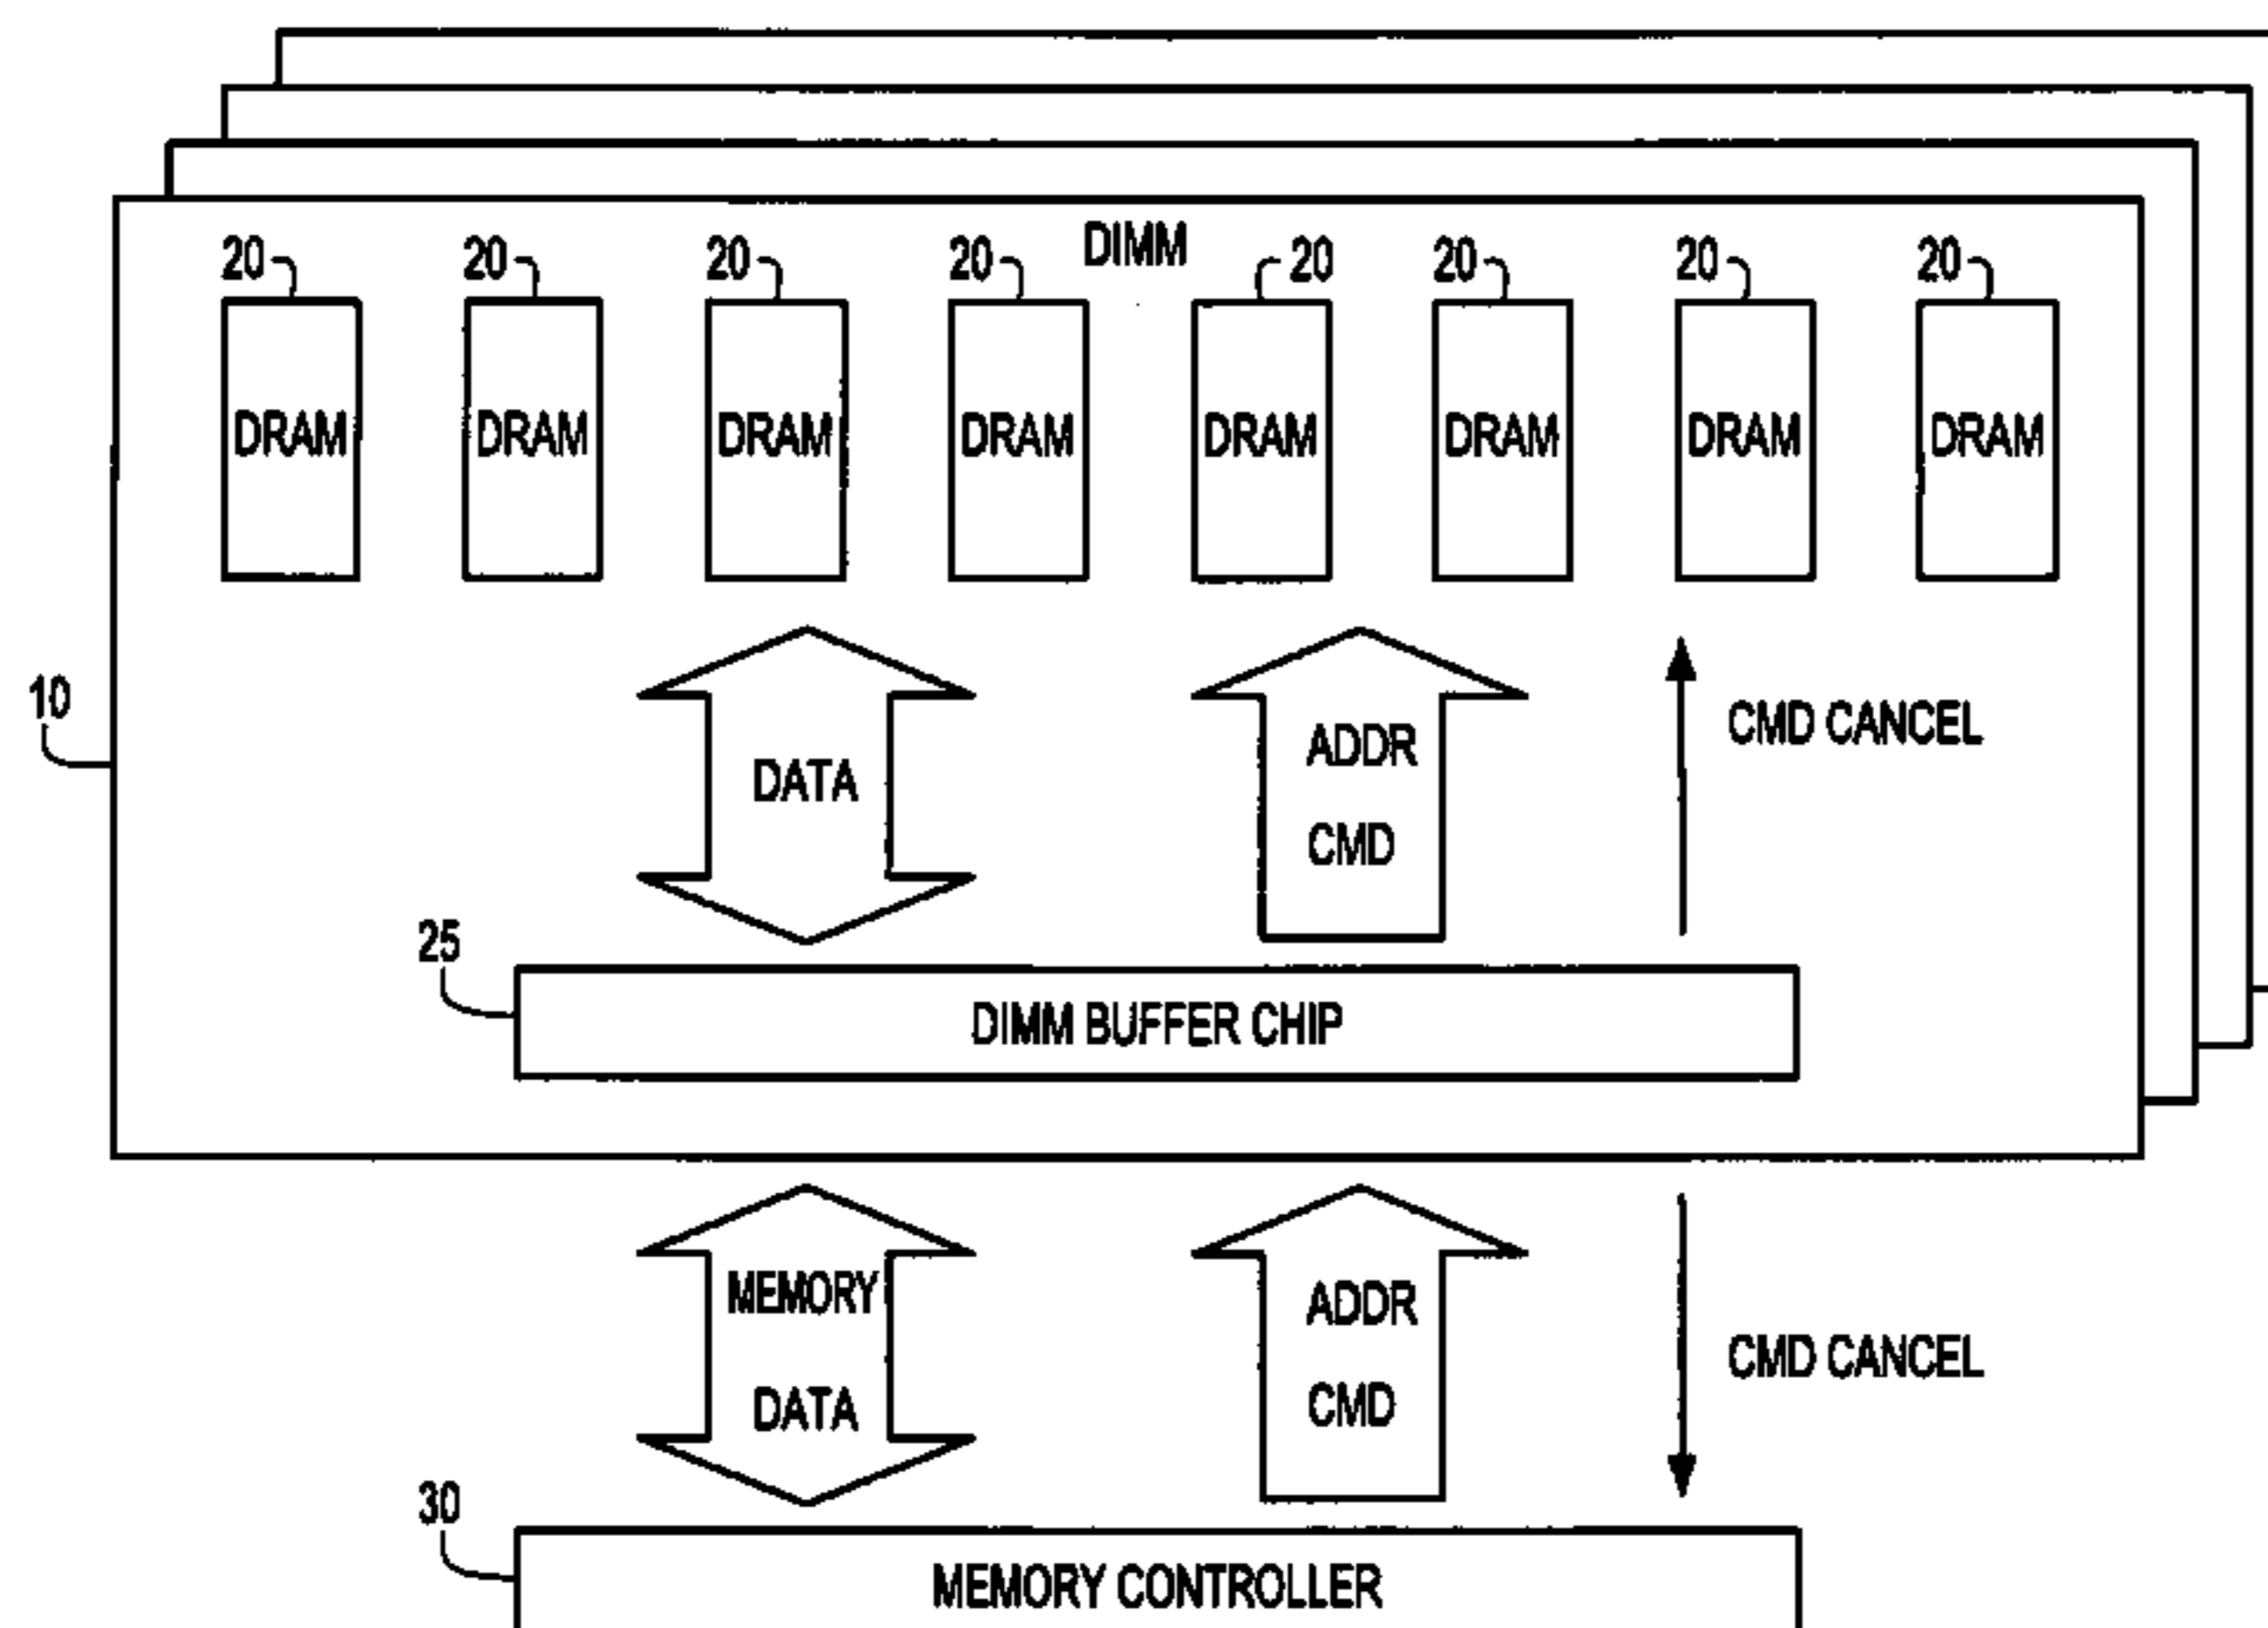 DIMM
20 20 20 20 20 20 20 20
DRAM DRAM DRAM DRAM DRAM DRAM DRAM DRAM
10
DATA
ADDR
CMD
CMD CANCEL
25
DIMM BUFFER CHIP
MEMORY
DATA
ADDR
CMD
CMD CANCEL
30
MEMORY CONTROLLER